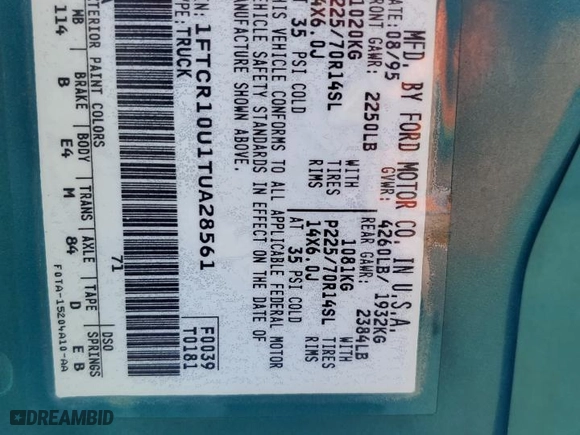 MFD. BY FORD MOTOR CO. IN U.S.A.
DATE: 08/95 GVWR: 4260LB/ 1932KG
FRONT GAWR: 2250LB REAR GAWR: 2384LB
1020KG WITH 1081KG WITH
P225/70R14SL TIRES P225/70R14SL TIRES
14X6.0J RIMS 14X6.0J RIMS
AT 35 PSI COLD AT 35 PSI COLD
THIS VEHICLE CONFORMS TO ALL APPLICABLE FEDERAL MOTOR
VEHICLE SAFETY STANDARDS IN EFFECT ON THE DATE OF
MANUFACTURE SHOWN ABOVE.
1FTCR10U1TUA28561 F0039
TYPE: TRUCK T0181
EXTERIOR PAINT COLORS 71 DSO
WB BRAKE BODY TRANS AXLE TAPE SPRINGS
114 B E4 M 84 D E B
F0TA-15204A10-AA
DREAMBID